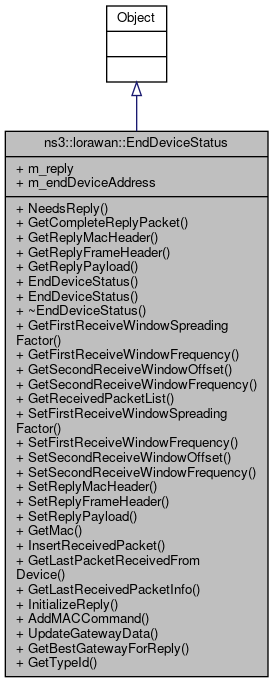 Object
ns3::lorawan::EndDeviceStatus
+ m_reply
+ m_endDeviceAddress
+ NeedsReply()
+ GetCompleteReplyPacket()
+ GetReplyMacHeader()
+ GetReplyFrameHeader()
+ GetReplyPayload()
+ EndDeviceStatus()
+ EndDeviceStatus()
+ ~EndDeviceStatus()
+ GetFirstReceiveWindowSpreading
Factor()
+ GetFirstReceiveWindowFrequency()
+ GetSecondReceiveWindowOffset()
+ GetSecondReceiveWindowFrequency()
+ GetReceivedPacketList()
+ SetFirstReceiveWindowSpreading
Factor()
+ SetFirstReceiveWindowFrequency()
+ SetSecondReceiveWindowOffset()
+ SetSecondReceiveWindowFrequency()
+ SetReplyMacHeader()
+ SetReplyFrameHeader()
+ SetReplyPayload()
+ GetMac()
+ InsertReceivedPacket()
+ GetLastPacketReceivedFrom
Device()
+ GetLastReceivedPacketInfo()
+ InitializeReply()
+ AddMACCommand()
+ UpdateGatewayData()
+ GetBestGatewayForReply()
+ GetTypeId()